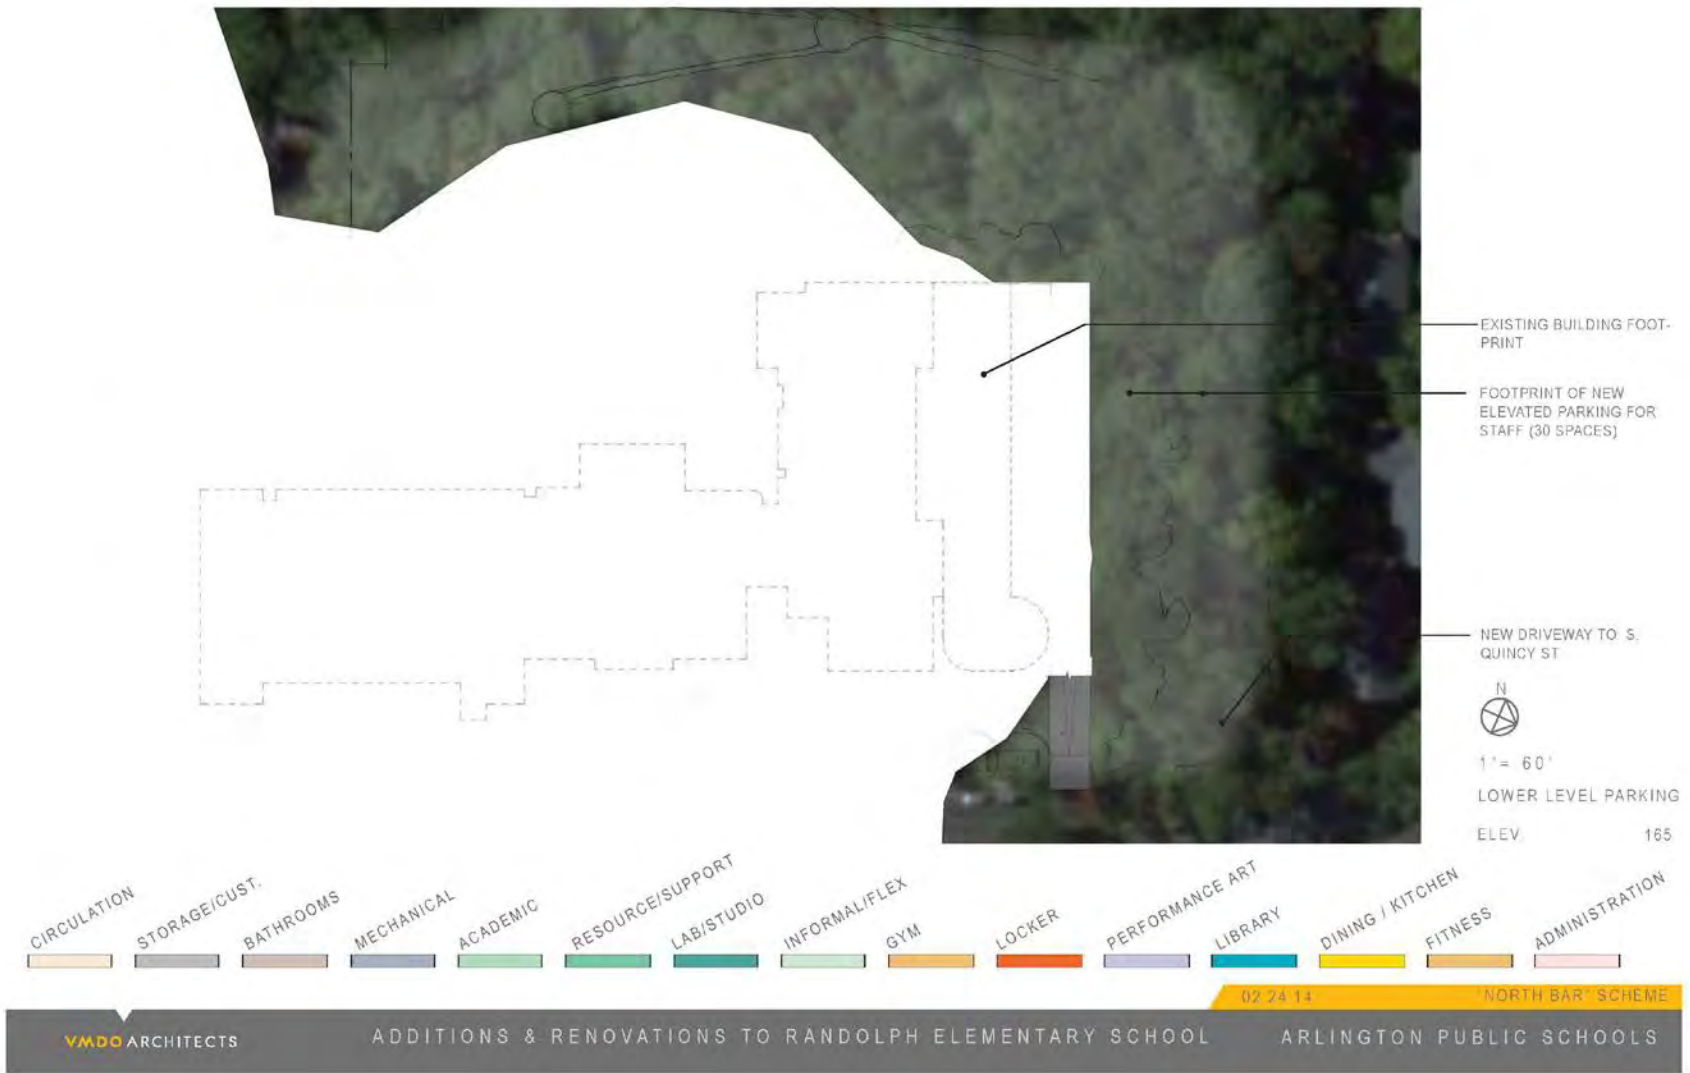 EXISTING BUILDING FOOT-
PRINT
FOOTPRINT OF NEW
ELEVATED PARKING FOR
STAFF (30 SPACES)
NEW DRIVEWAY TO S.
QUINCY ST
N
1"= 60'
LOWER LEVEL PARKING
ELEV. 165
CIRCULATION
STORAGE/CUST.
BATHROOMS
MECHANICAL
ACADEMIC
RESOURCE/SUPPORT
LAB/STUDIO
INFORMAL/FLEX
GYM
LOCKER
PERFORMANCE ART
LIBRARY
DINING / KITCHEN
FITNESS
ADMINISTRATION
02 24 14 "NORTH BAR" SCHEME
VMDO ARCHITECTS ADDITIONS & RENOVATIONS TO RANDOLPH ELEMENTARY SCHOOL ARLINGTON PUBLIC SCHOOLS